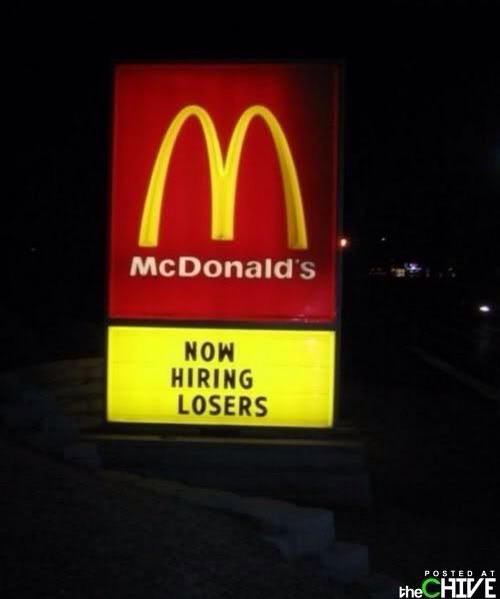 McDonald's
NOW
HIRING
LOSERS
POSTED AT
theCHIVE